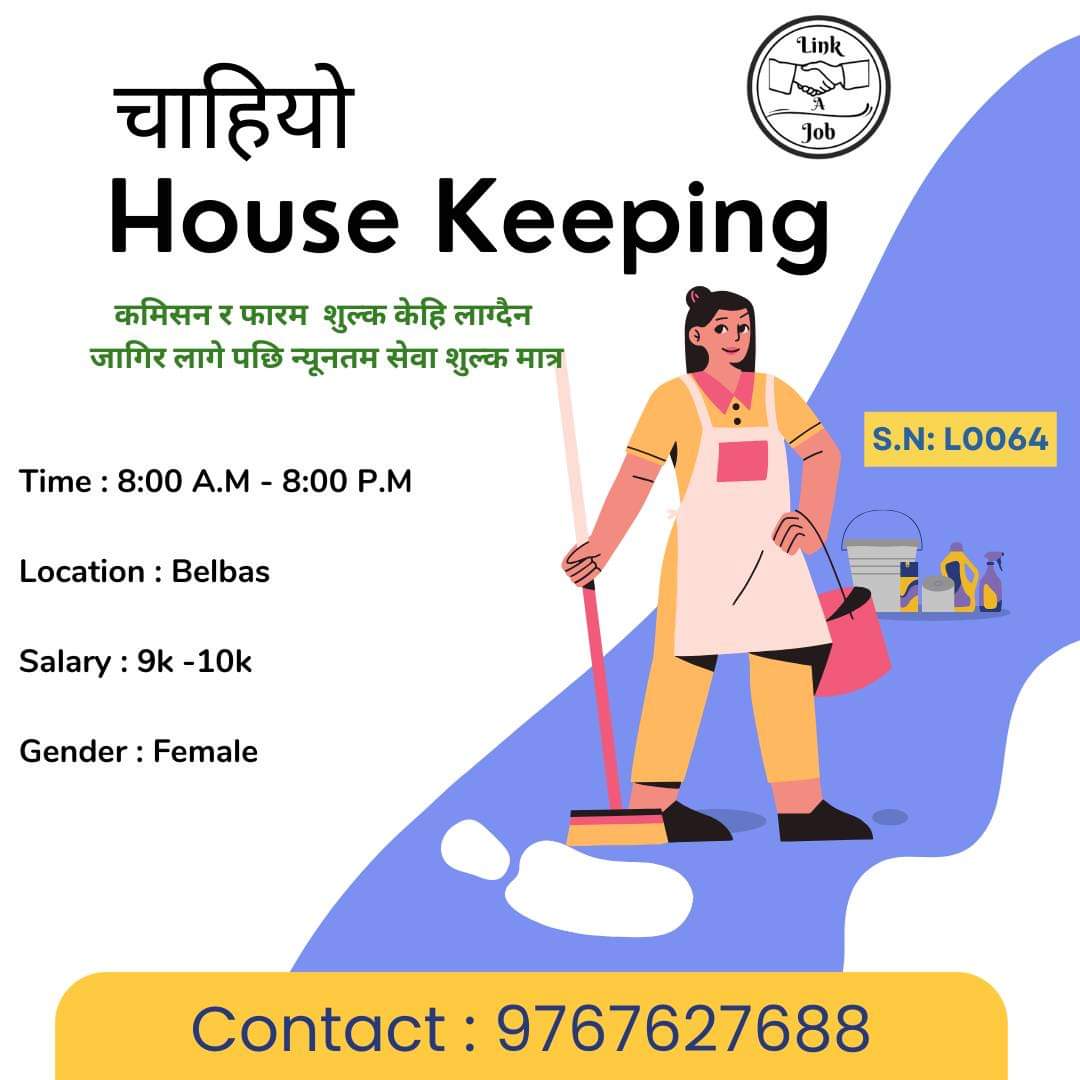 Link
A
Job
चाहियो
House Keeping
कमिसन र फारम शुल्क केहि लाग्दैन
जागिर लागे पछि न्यूनतम सेवा शुल्क मात्र
S.N: L0064
Time : 8:00 A.M - 8:00 P.M
Location : Belbas
Salary : 9k -10k
Gender : Female
Contact : 9767627688